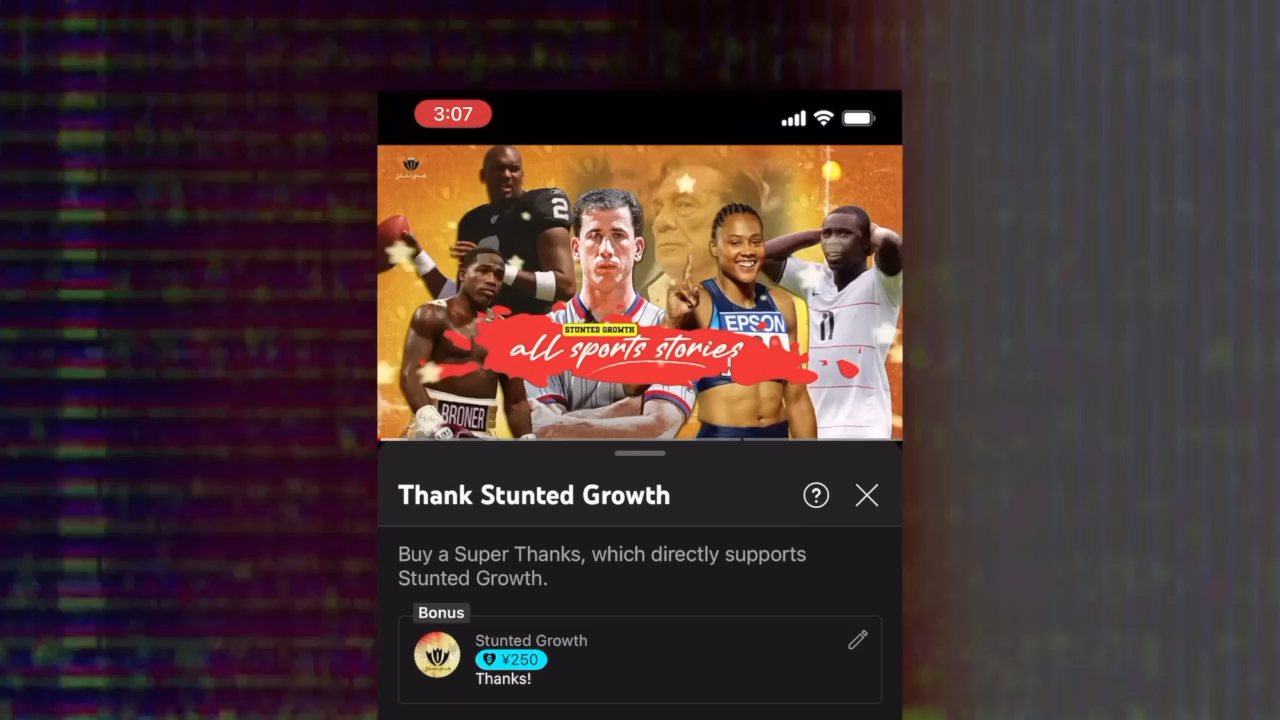 3:07
2
STUNTED GROWTH
all sports stories
EPSON
BRONER
11
Thank Stunted Growth
?
Buy a Super Thanks, which directly supports
Stunted Growth.
Bonus
Stunted Growth
¥250
Thanks!